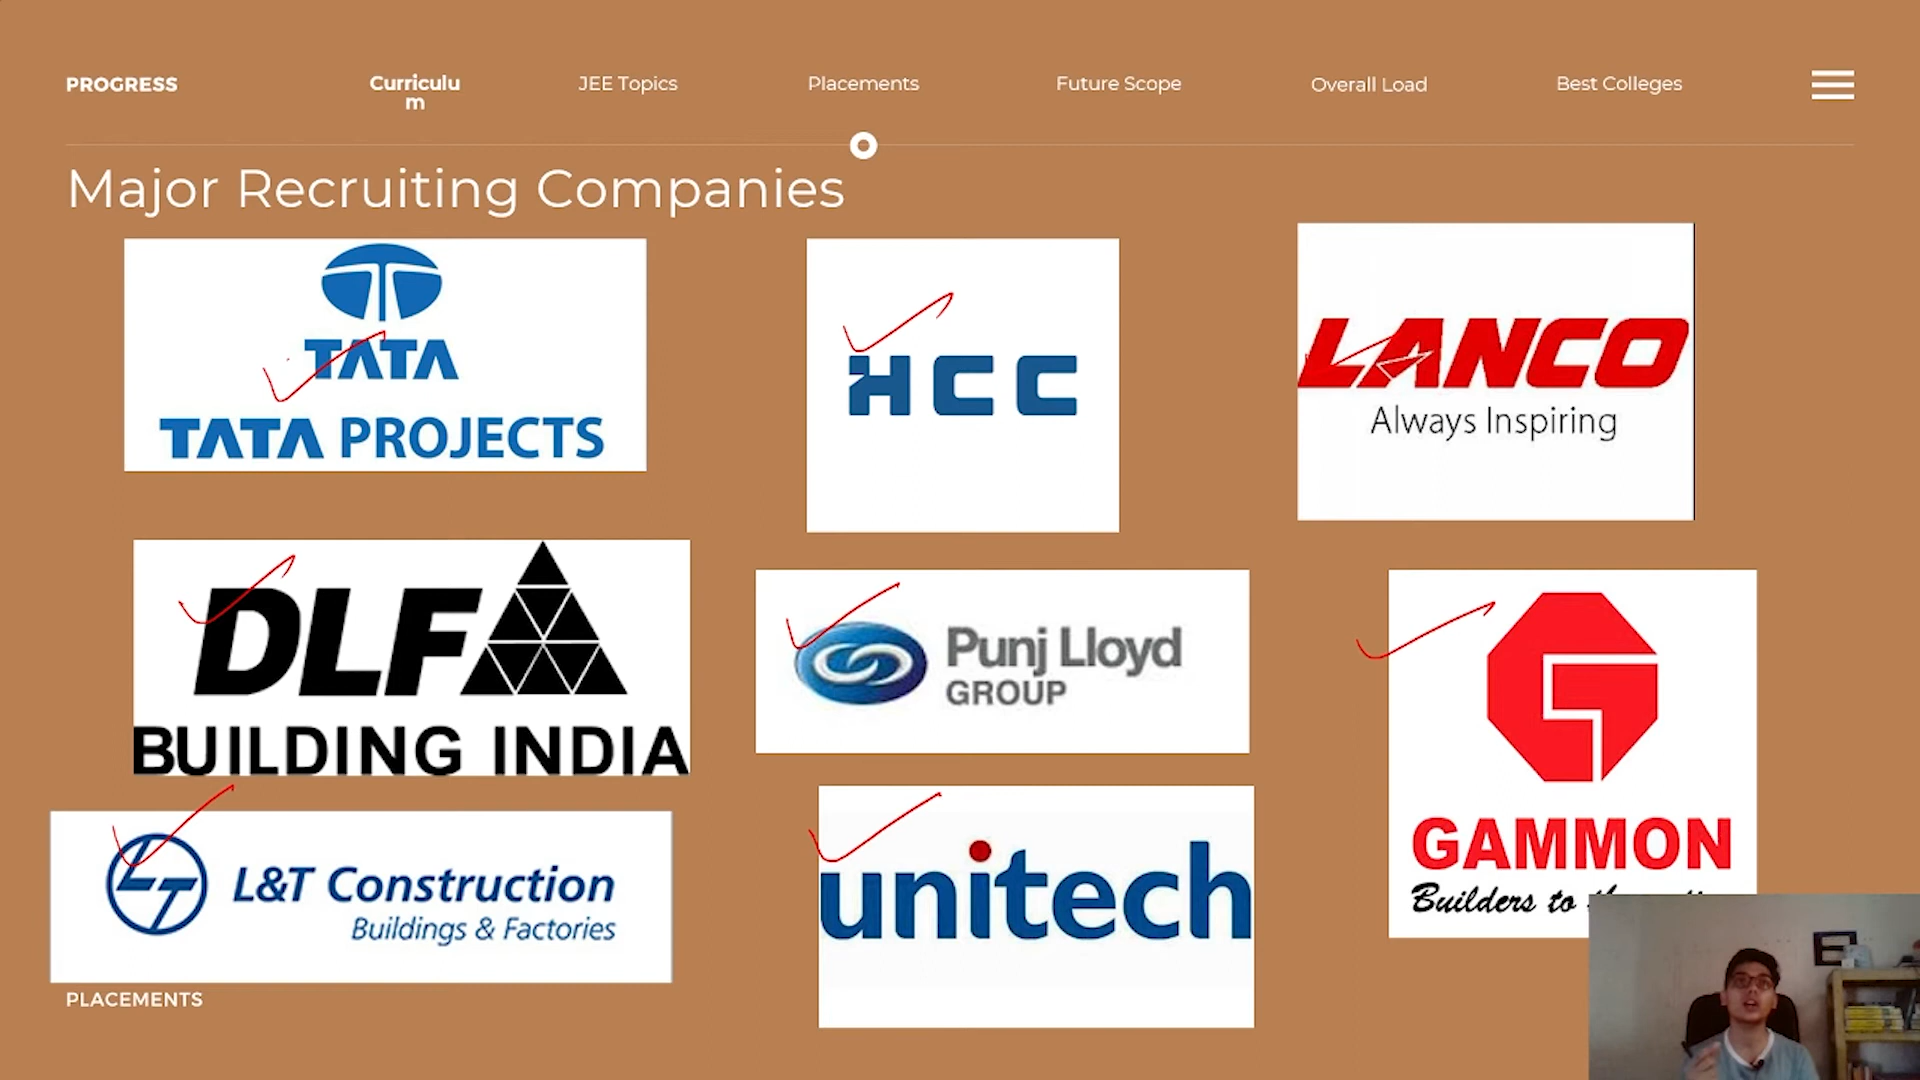 PROGRESS
Curriculu
m
JEE Topics
Placements
Future Scope
Overall Load
Best Colleges
Major Recruiting Companies
TATA
TATA PROJECTS
HCC
LANCO
Always Inspiring
DLF
BUILDING INDIA
Punj Lloyd
GROUP
GAMMON
Builders to
LT
L&T Construction
Buildings & Factories
unitech
PLACEMENTS